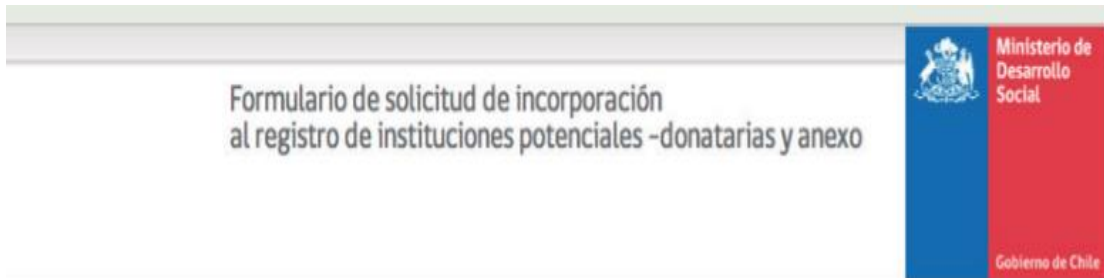 Formulario de solicitud de incorporación
al registro de instituciones potenciales -donatarias y anexo
Ministerio de
Desarrollo
Social
Gobierno de Chile